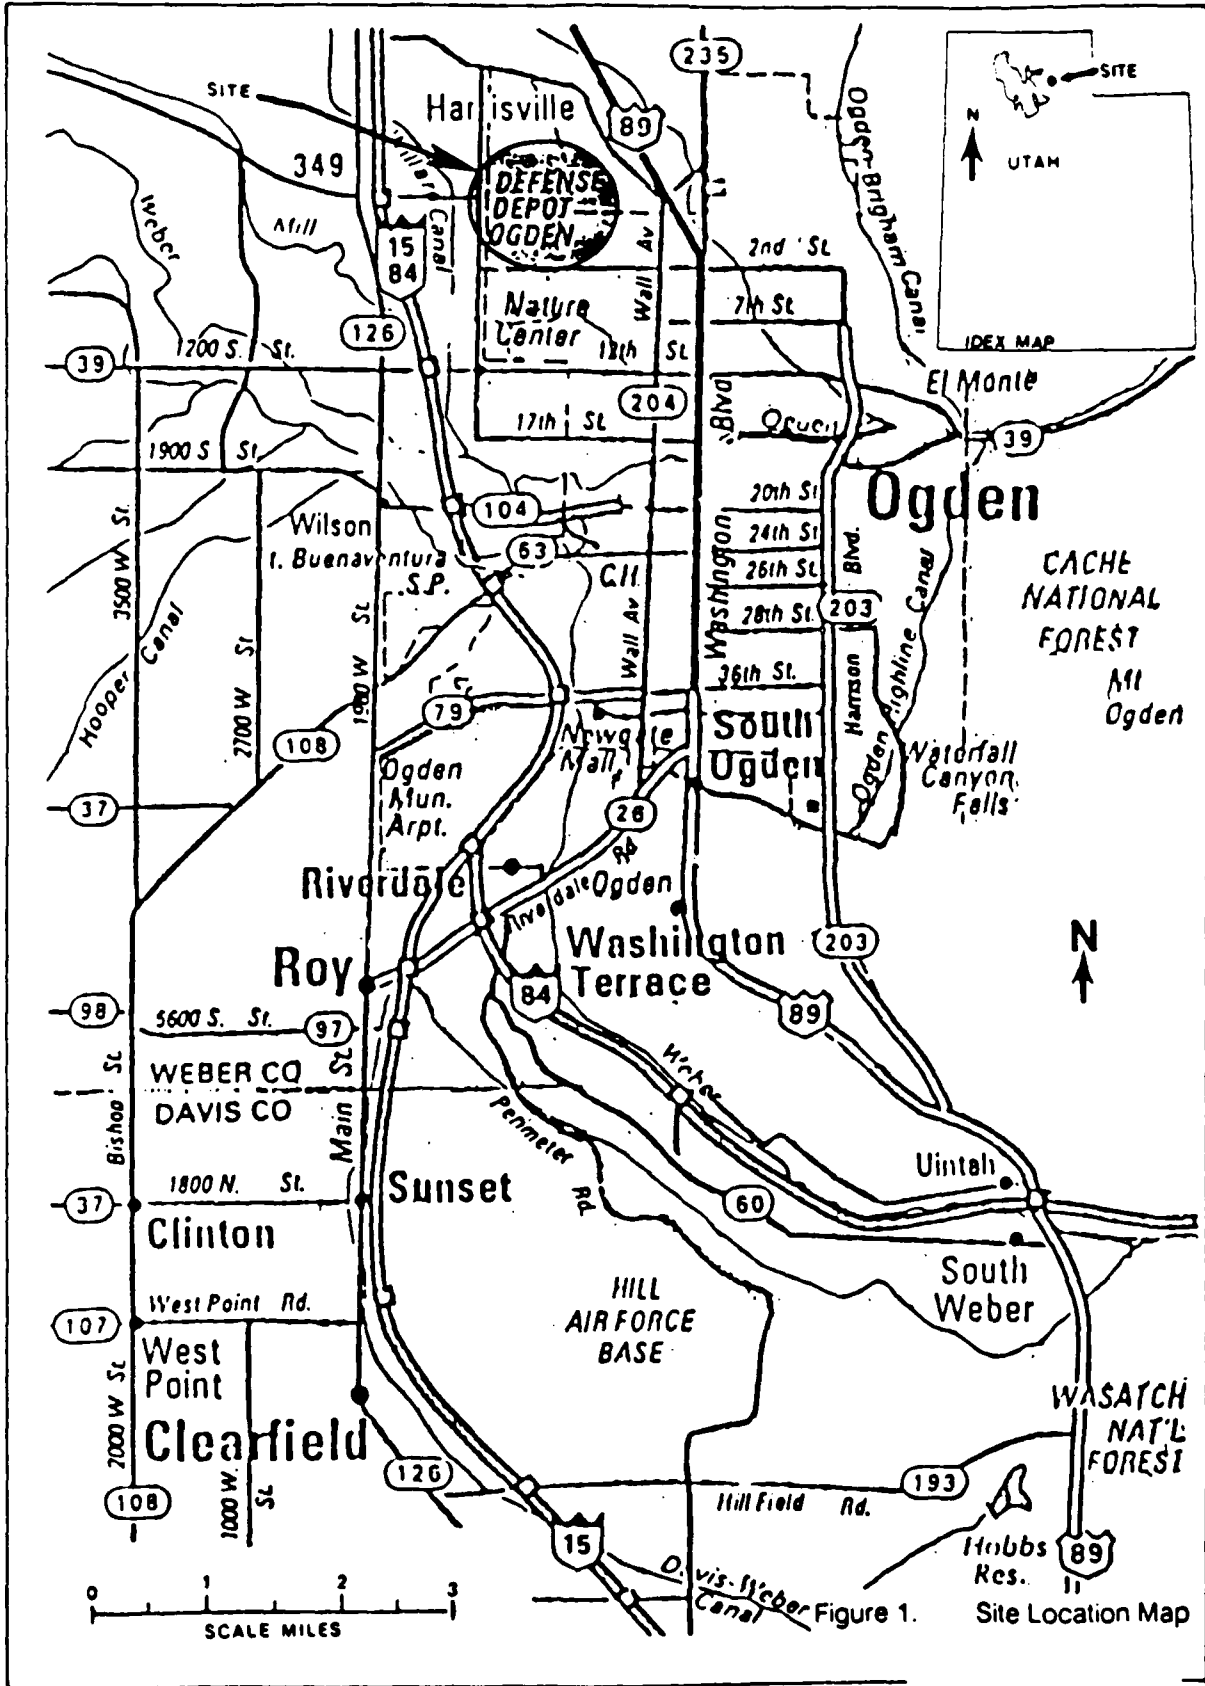 235
SITE
Harrisville
89
SITE
N
UTAH
IDEX MAP
349
Weber
Mill
Canal
DEFENSE
DEPOT
OGDEN
15
84
Wall Av
2nd St
7th St
Ogden-Brigham Canal
126
Nature
Center
39
1200 S. St.
12th St
El Monte
204
Blvd
17th St
39
1900 S St
Ogden
104
20th St
Wilson
63
24th St
t. Buenaventura
S.P.
26th St.
CACHE
NATIONAL
FOREST
3500 W St.
Hooper Canal
2700 W St
1900 W St
Wall Av
Washington
28th St.
203
Harrison Blvd.
36th St.
Ogden Highline Canal
Mt
Ogden
79
108
Newgate
Mall
South
Ogden
Waterfall
Canyon
Falls
Ogden
Mun.
Arpt.
37
26
Riverdale
Riverdale Rd
Ogden
Washington
Terrace
203
N
Roy
84
89
98
5600 S. St.
97
WEBER CO
DAVIS CO
Weber
Bishop St
Main St
Perimeter Rd
Uintah
37
1800 N. St.
Sunset
60
Clinton
South
Weber
HILL
AIR FORCE
BASE
107
West Point Rd.
West
Point
2000 W St
WASATCH
NAT'L
FOREST
Clearfield
126
193
108
1000 W. St
Hill Field Rd.
15
Hobbs
Res.
89
Davis-Weber
Canal
0 1 2 3
SCALE MILES
Figure 1. Site Location Map